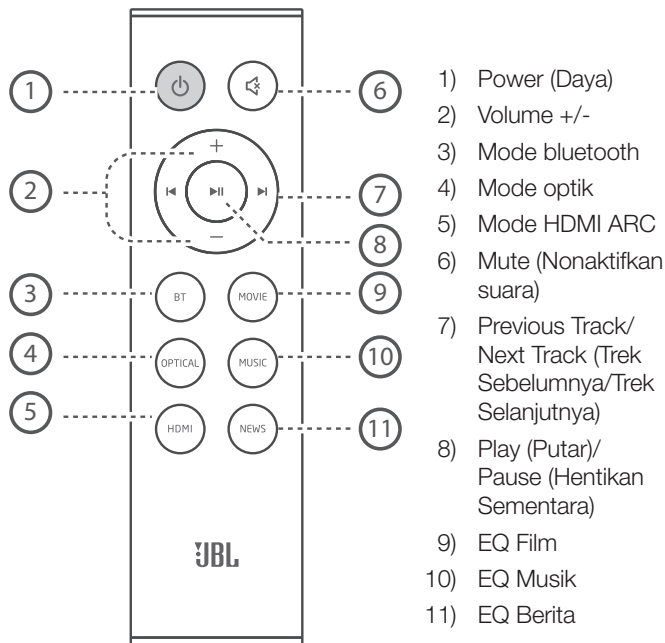 1
6
2
7
8
3
BT
MOVIE
9
4
OPTICAL
MUSIC
10
5
HDMI
NEWS
11
JBL
1) Power (Daya)
2) Volume +/-
3) Mode bluetooth
4) Mode optik
5) Mode HDMI ARC
6) Mute (Nonaktifkan
suara)
7) Previous Track/
Next Track (Trek
Sebelumnya/Trek
Selanjutnya)
8) Play (Putar)/
Pause (Hentikan
Sementara)
9) EQ Film
10) EQ Musik
11) EQ Berita